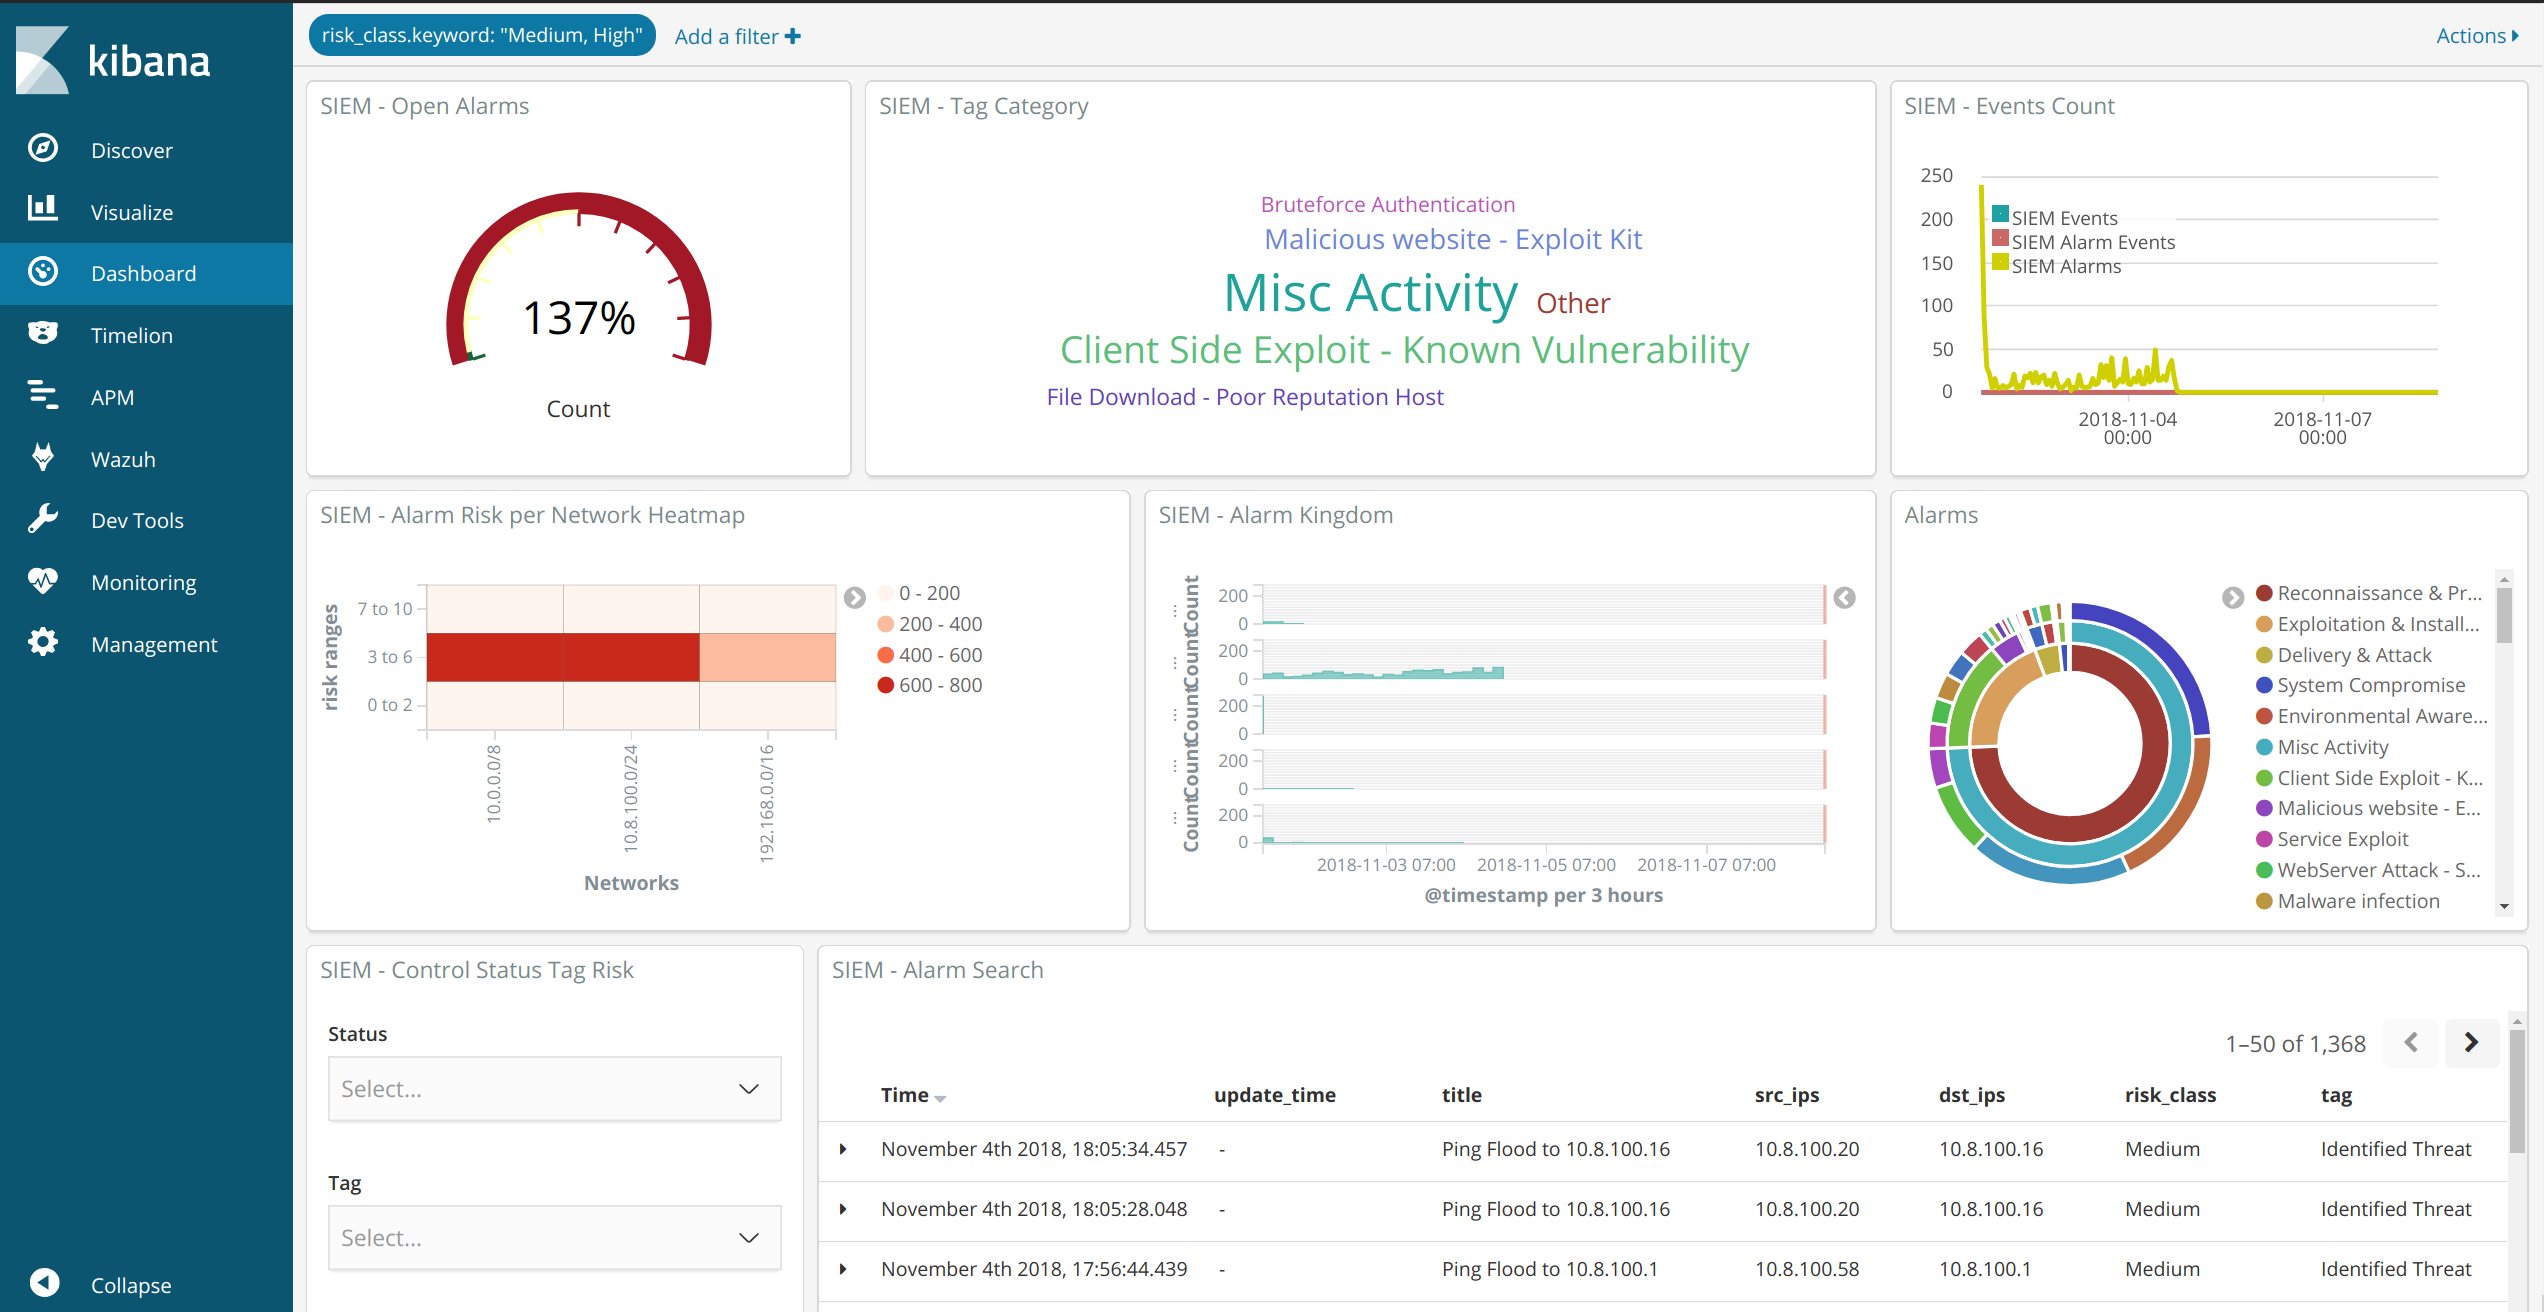 kibana
Discover
Visualize
Dashboard
Timelion
APM
Wazuh
Dev Tools
Monitoring
Management
Collapse
risk_class.keyword: "Medium, High"
Add a filter
Actions
SIEM - Open Alarms
137%
Count
SIEM - Tag Category
Bruteforce Authentication
Malicious website - Exploit Kit
Misc Activity
Other
Client Side Exploit - Known Vulnerability
File Download - Poor Reputation Host
SIEM - Events Count
250
200
150
100
50
0
SIEM Events
SIEM Alarm Events
SIEM Alarms
2018-11-04
00:00
2018-11-07
00:00
SIEM - Alarm Risk per Network Heatmap
risk ranges
7 to 10
3 to 6
0 to 2
10.0.0.0/8
10.8.100.0/24
192.168.0.0/16
Networks
0 - 200
200 - 400
400 - 600
600 - 800
SIEM - Alarm Kingdom
... Count 200
0
... Count 200
0
... Count 200
0
... Count 200
0
... Count 200
0
2018-11-03 07:00
2018-11-05 07:00
2018-11-07 07:00
@timestamp per 3 hours
Alarms
Reconnaissance & Pr...
Exploitation & Install...
Delivery & Attack
System Compromise
Environmental Aware...
Misc Activity
Client Side Exploit - K...
Malicious website - E...
Service Exploit
WebServer Attack - S...
Malware infection
SIEM - Control Status Tag Risk
Status
Select...
Tag
Select...
SIEM - Alarm Search
1–50 of 1,368
Time update_time title src_ips dst_ips risk_class tag
November 4th 2018, 18:05:34.457 - Ping Flood to 10.8.100.16 10.8.100.20 10.8.100.16 Medium Identified Threat
November 4th 2018, 18:05:28.048 - Ping Flood to 10.8.100.16 10.8.100.20 10.8.100.16 Medium Identified Threat
November 4th 2018, 17:56:44.439 - Ping Flood to 10.8.100.1 10.8.100.58 10.8.100.1 Medium Identified Threat